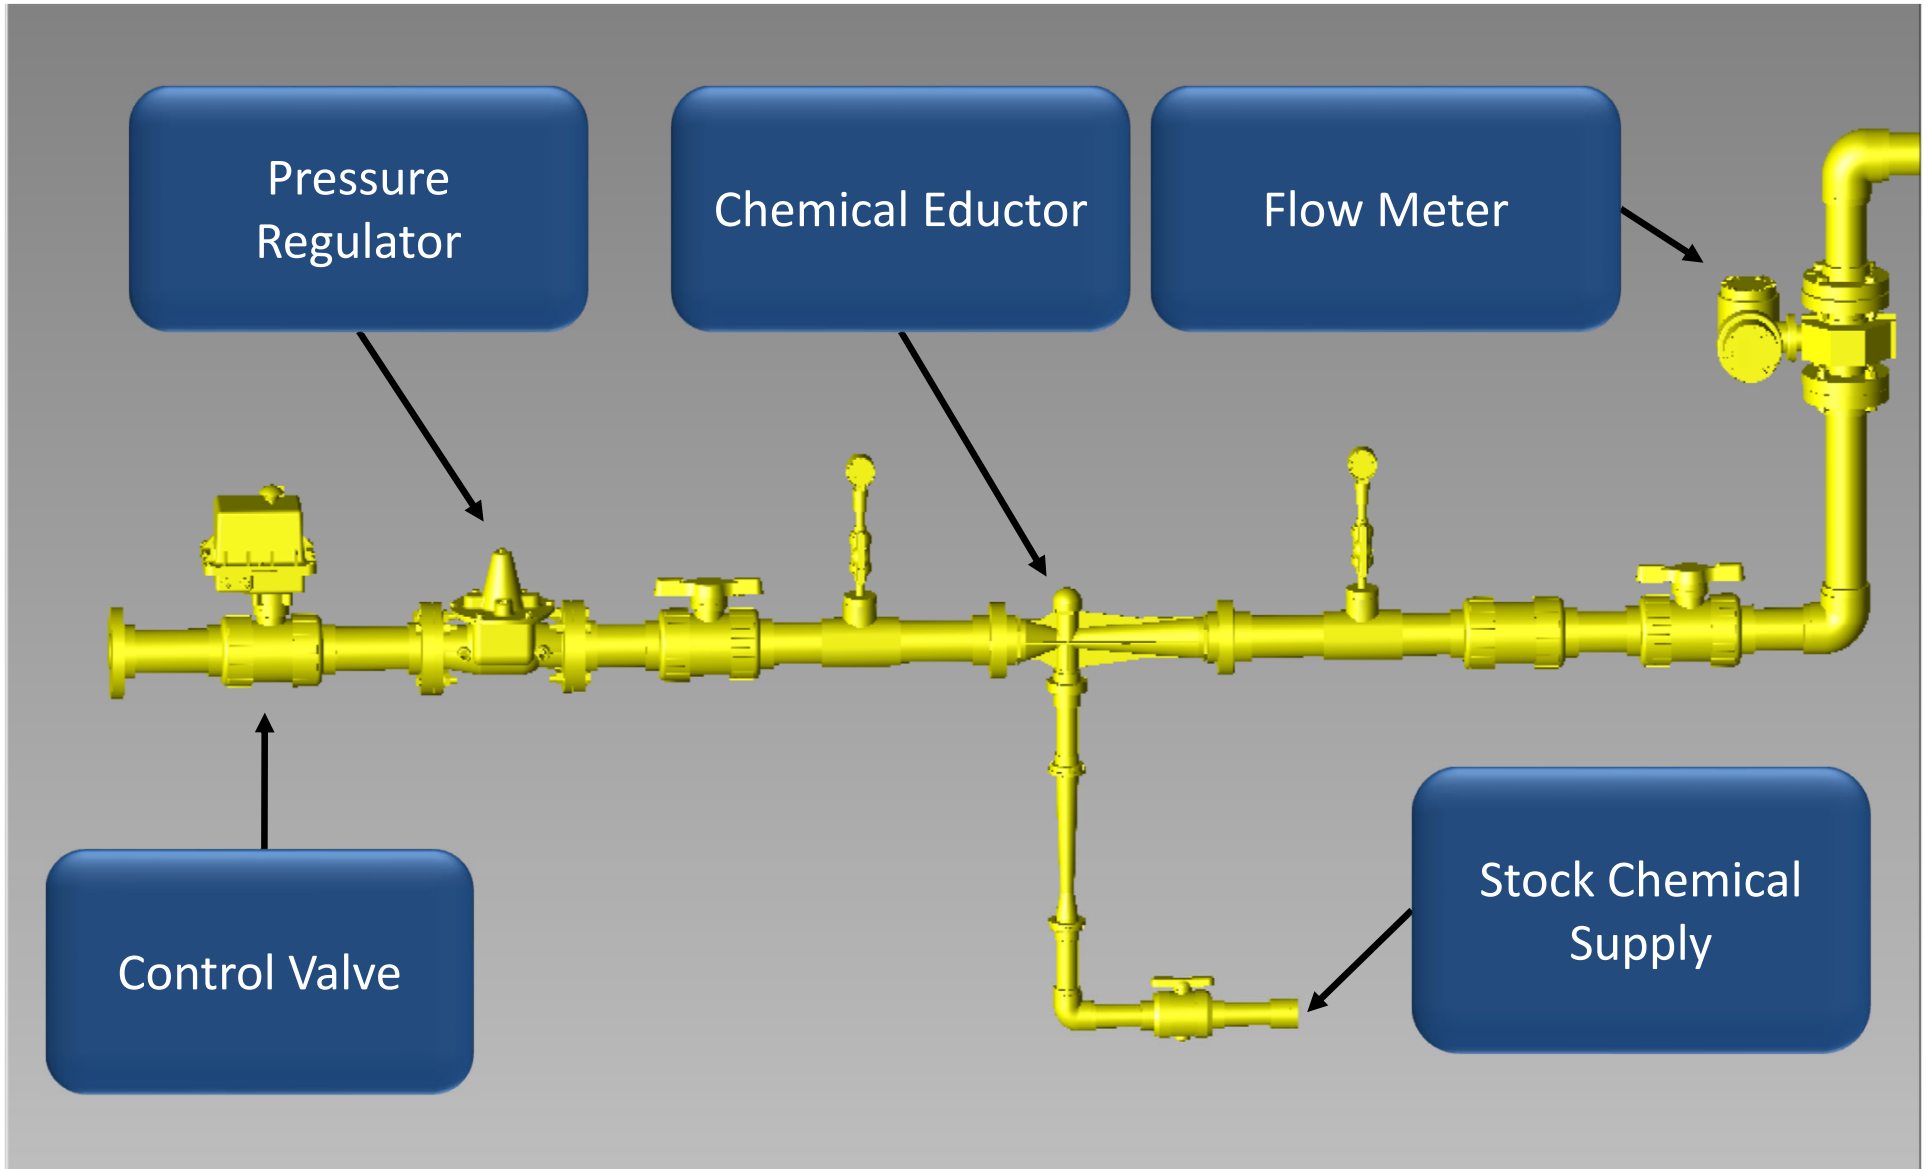 Pressure
Regulator
Chemical Eductor
Flow Meter
Control Valve
Stock Chemical
Supply